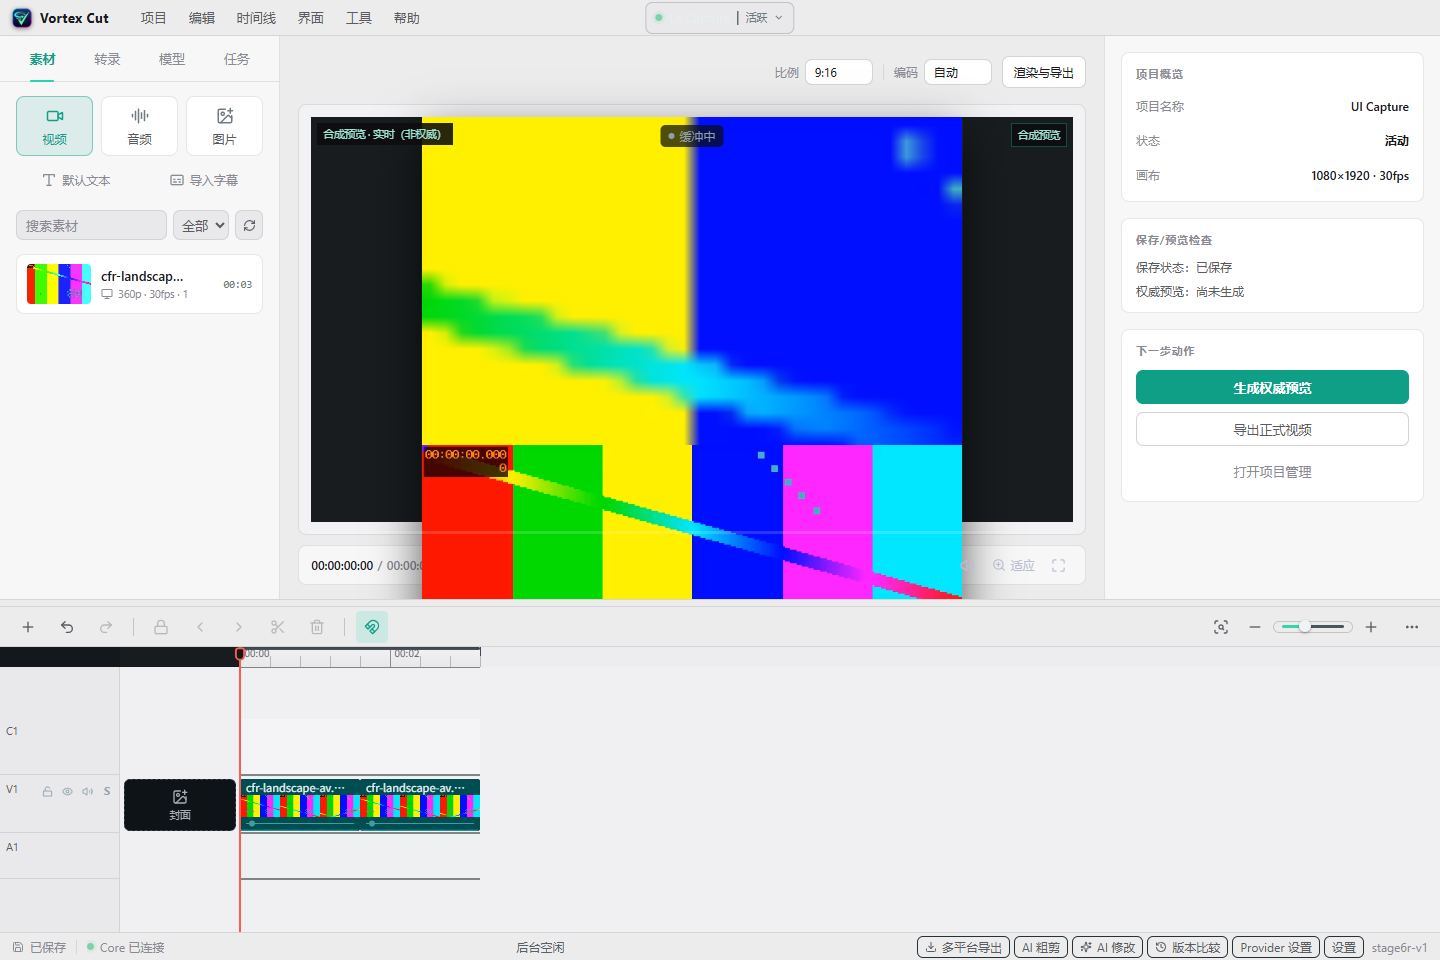 Vortex Cut 项目 编辑 时间线 界面 工具 帮助
活跃
素材 转录 模型 任务
视频 音频 图片
默认文本 导入字幕
搜索素材 全部
cfr-landscap...
360p · 30fps · 1
00:03
比例 9:16 编码 自动 渲染与导出
合成预览 · 实时（非权威）
缓冲中
合成预览
00:00:00.000
0
00:00:00:00 / 00:00:0
适应
项目概览
项目名称 UI Capture
状态 活动
画布 1080×1920 · 30fps
保存/预览检查
保存状态：已保存
权威预览：尚未生成
下一步动作
生成权威预览
导出正式视频
打开项目管理
00:00 00:02
C1
V1 S
封面
cfr-landscape-av.··· cfr-landscape-av.···
A1
已保存 Core 已连接 后台空闲 多平台导出 AI 粗剪 AI 修改 版本比较 Provider 设置 设置 stage6r-v1